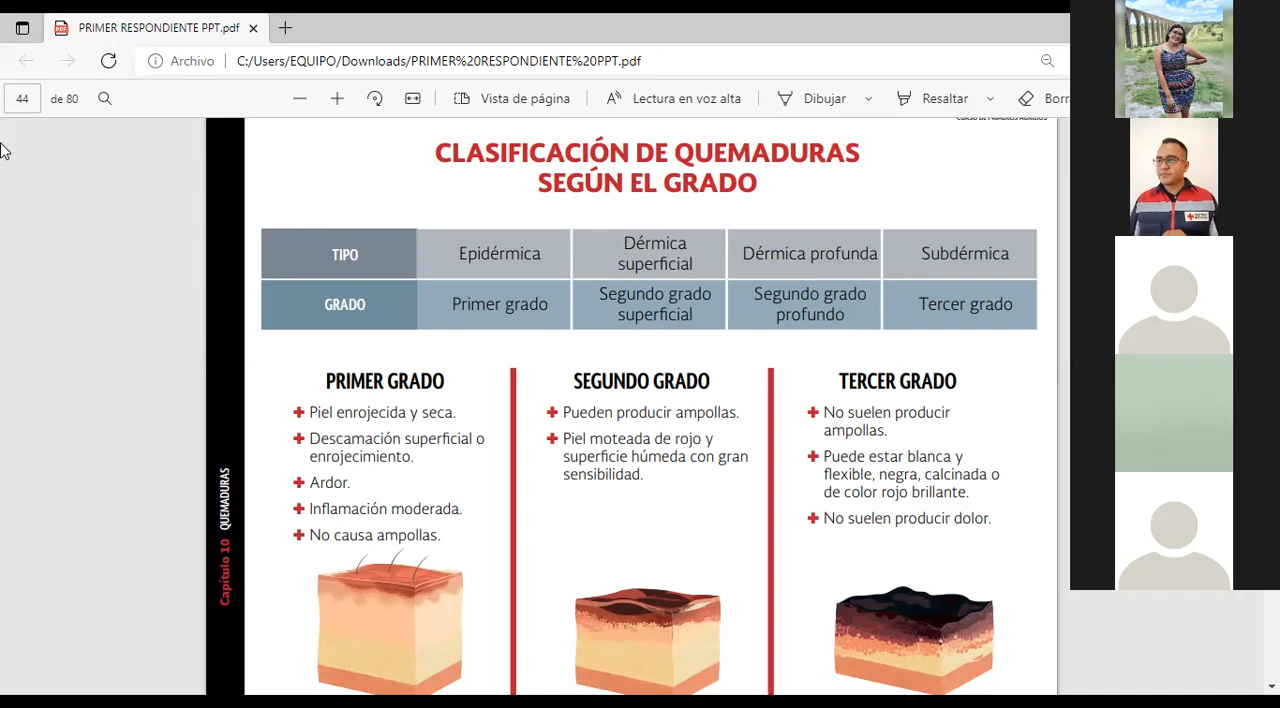 PRIMER RESPONDIENTE PPT.pdf
Archivo
C:/Users/EQUIPO/Downloads/PRIMER%20RESPONDIENTE%20PPT.pdf
44
de 80
Vista de página
Lectura en voz alta
Dibujar
Resaltar
Borr
CURSO DE PRIMEROS AUXILIOS
CLASIFICACIÓN DE QUEMADURAS
SEGÚN EL GRADO
TIPO
Epidérmica
Dérmica
superficial
Dérmica profunda
Subdérmica
GRADO
Primer grado
Segundo grado
superficial
Segundo grado
profundo
Tercer grado
PRIMER GRADO
Piel enrojecida y seca.
Descamación superficial o
enrojecimiento.
Ardor.
Inflamación moderada.
No causa ampollas.
SEGUNDO GRADO
Pueden producir ampollas.
Piel moteada de rojo y
superficie húmeda con gran
sensibilidad.
TERCER GRADO
No suelen producir
ampollas.
Puede estar blanca y
flexible, negra, calcinada o
de color rojo brillante.
No suelen producir dolor.
Capítulo 10 QUEMADURAS